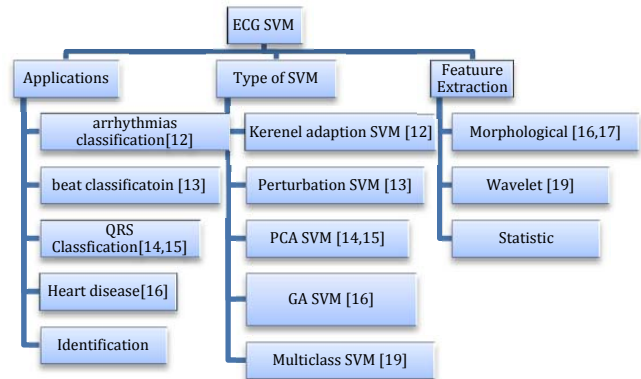 ECG SVM
Applications
arrhythmias
classification[12]
beat classificatoin [13]
QRS
Classfication[14,15]
Heart disease[16]
Identification
Type of SVM
Kerenel adaption SVM [12]
Perturbation SVM [13]
PCA SVM [14,15]
GA SVM [16]
Multiclass SVM [19]
Featuure
Extraction
Morphological [16,17]
Wavelet [19]
Statistic